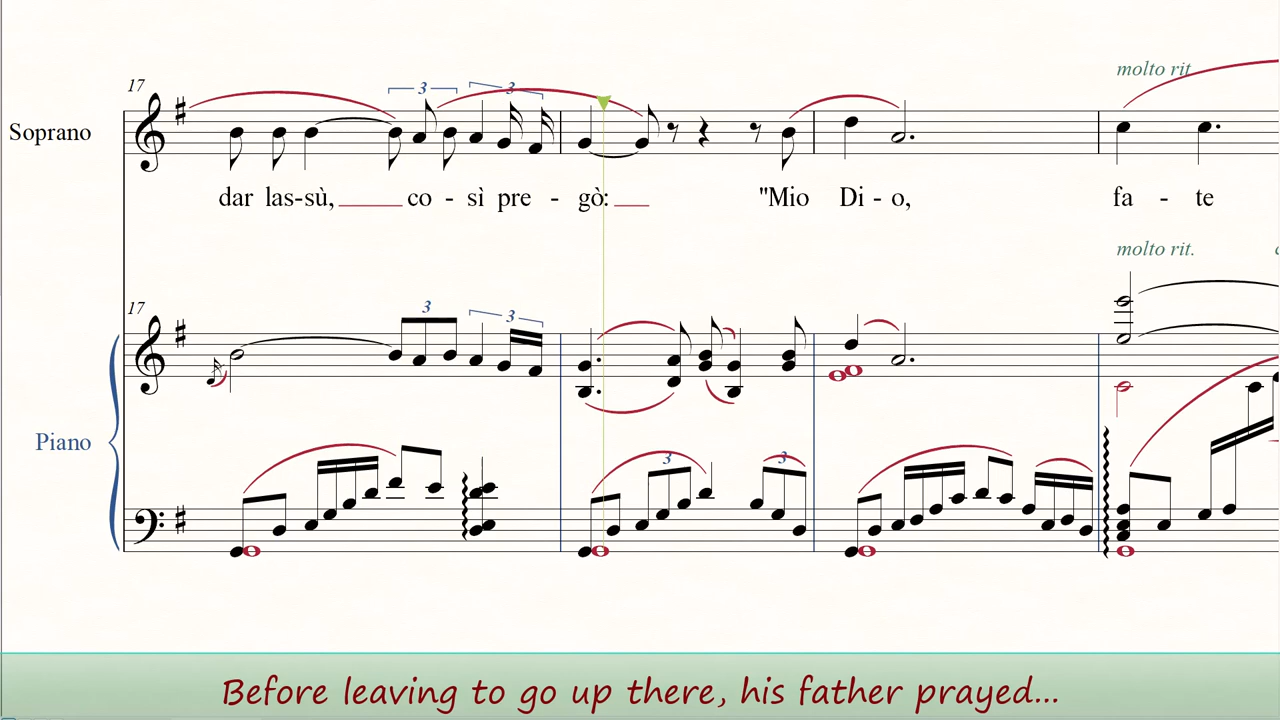 molto rit
17 3 3
Soprano
dar las-sù, co - sì pre - gò: "Mio Di - o, fa - te
molto rit.
17 3 3
Piano
3 3
Before leaving to go up there, his father prayed...